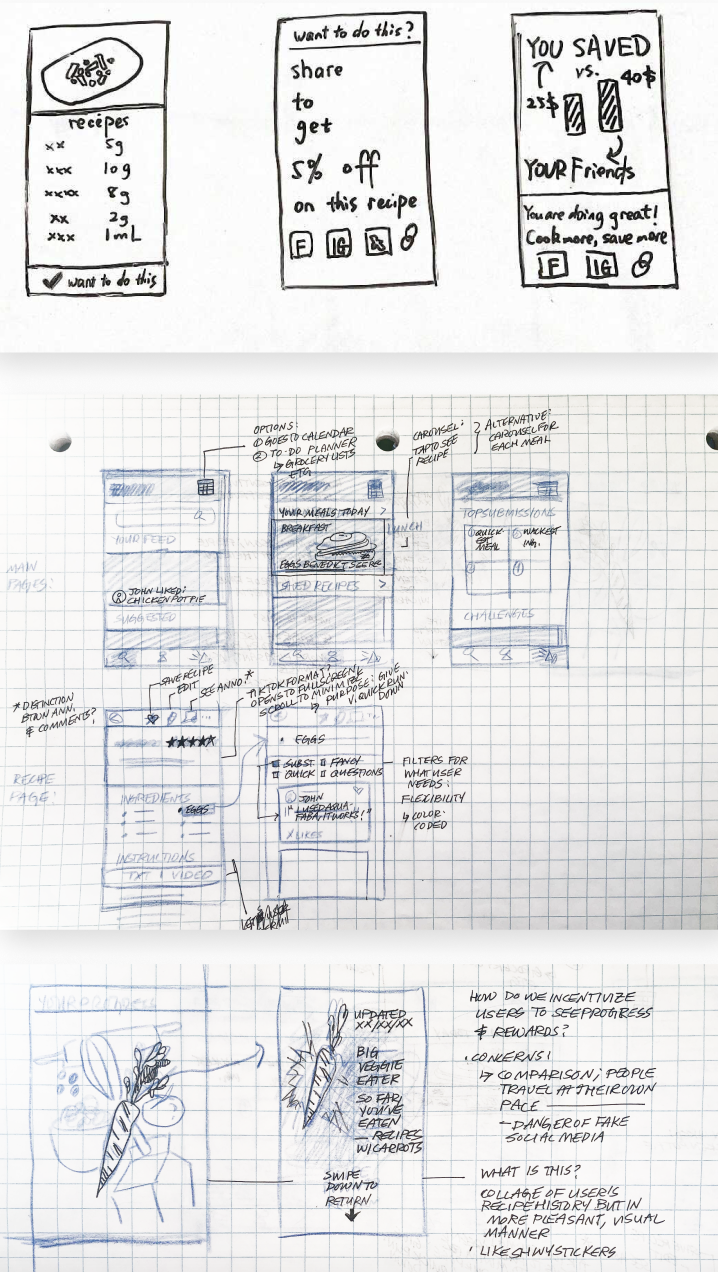 recépes
xx 5g
xxx 10g
xxxx 8g
xx 2g
xxx 1mL
✔ want to do this
want to do this?
share
to
get
5% off
on this recipe
F IG
YOU SAVED
vs.
25$
40$
YOUR Friends
You are doing great!
Cook more, save more
F IG
OPTIONS:
① GOES TO CALENDAR
② TO-DO PLANNER
↳ GROCERY LISTS
ETC
CAROUSEL:
TAP TO SEE
RECIPE
ALTERNATIVE:
CAROUSEL FOR
EACH MEAL
MAIN
PAGES:
YOUR FEED
JOHN LIKED:
CHICKEN POT PIE
SUGGESTED
YOUR MEALS TODAY >
BREAKFAST
LUNCH
EGGS BENEDICT
SAVED RECIPES >
TOP SUBMISSIONS
QUICK
MEAL
WACKEST
ING.
CHALLENGES
* DISTINCTION
BTWN ANN.
& COMMENTS?
SAVE RECIPE
EDIT
SEE ANNO.*
TIKTOK FORMAT?
OPENS TO FULLSCREEN,
SCROLL TO MINIMIZE
↳ PURPOSE: GIVE
V. QUICK RUN
DOWN
RECIPE
PAGE:
★★★★★
INGREDIENTS
• EGGS
INSTRUCTIONS
TXT | VIDEO
• EGGS
SUBST FANCY
QUICK QUESTIONS
JOHN
"I USED AQUA-
FABA, IT WORKS!"
X LIKES
FILTERS FOR
WHAT USER
NEEDS:
FLEXIBILITY
↳ COLOR-
CODED
YOUR PROGRESS
UPDATED
XX/XX/XX
BIG
VEGGIE
EATER
SO FAR,
YOU'VE
EATEN
__ RECIPES
W/ CARROTS
SWIPE
DOWN TO
RETURN
HOW DO WE INCENTIVIZE
USERS TO SEE PROGRESS
& REWARDS?
• CONCERNS!
↳ COMPARISON; PEOPLE
TRAVEL AT THEIR OWN
PACE
— DANGER OF FAKE
SOCIAL MEDIA
WHAT IS THIS?
COLLAGE OF USER'S
RECIPE HISTORY BUT IN
MORE PLEASANT, VISUAL
MANNER
• LIKE SHWYSTICKERS